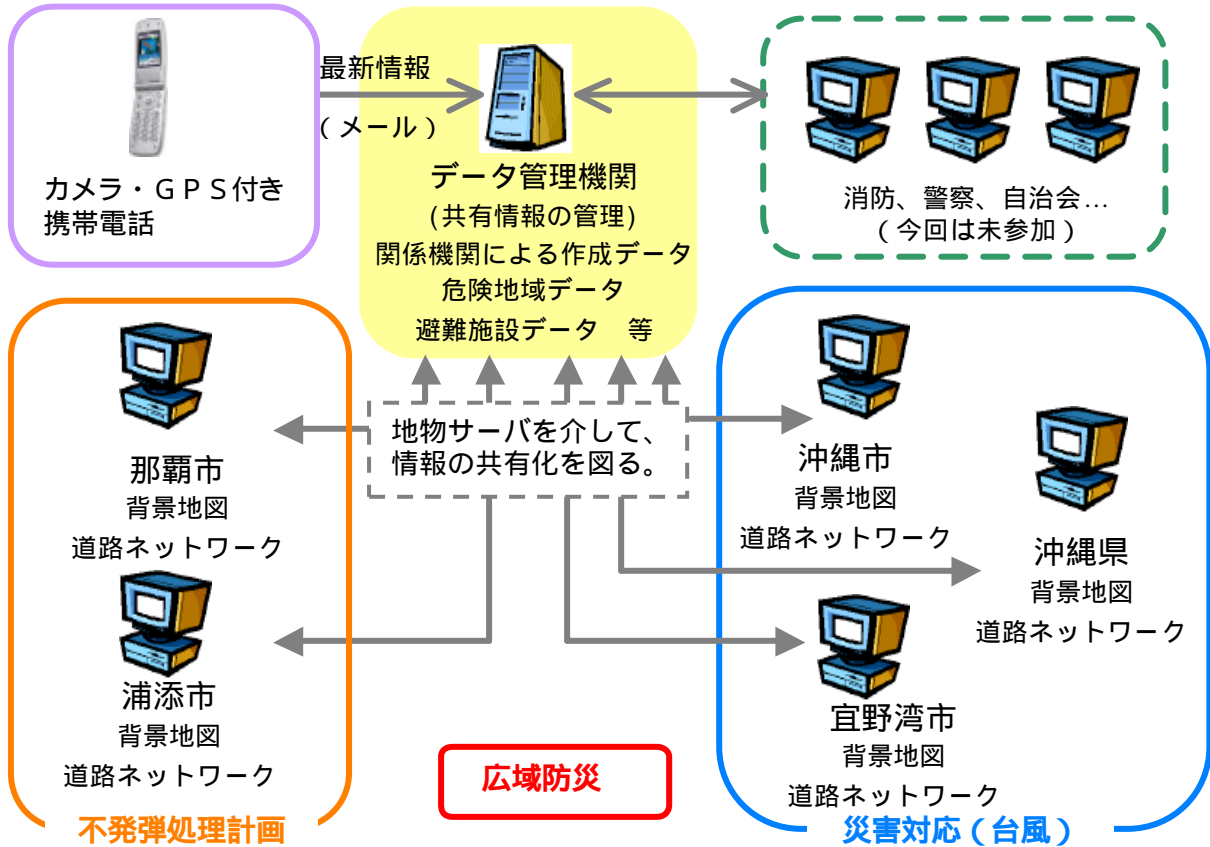 カメラ・ＧＰＳ付き
携帯電話
最新情報
（メール）
データ管理機関
(共有情報の管理)
関係機関による作成データ
危険地域データ
避難施設データ　等
消防、警察、自治会…
（今回は未参加）
地物サーバを介して、
情報の共有化を図る。
那覇市
背景地図
道路ネットワーク
浦添市
背景地図
道路ネットワーク
不発弾処理計画
広域防災
沖縄市
背景地図
道路ネットワーク
沖縄県
背景地図
道路ネットワーク
宜野湾市
背景地図
道路ネットワーク
災害対応（台風）